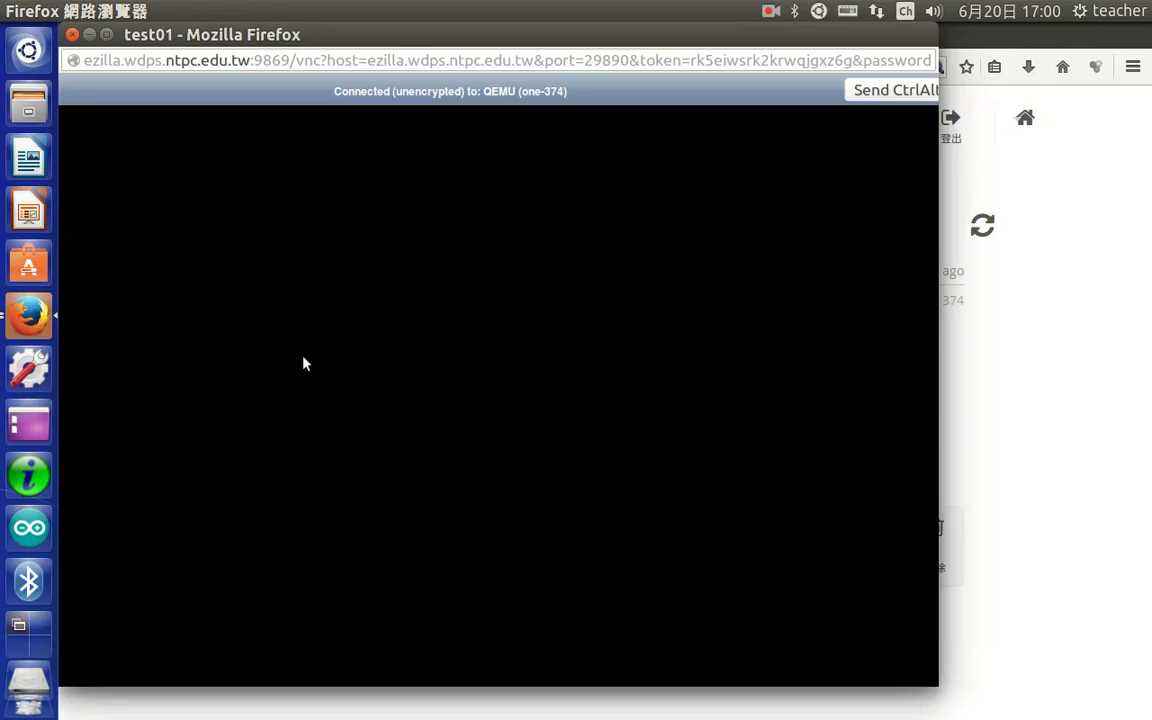 Firefox 網路瀏覽器
Ch
6月20日 17:00
teacher
test01 - Mozilla Firefox
ezilla.wdps.ntpc.edu.tw:9869/vnc?host=ezilla.wdps.ntpc.edu.tw&port=29890&token=rk5eiwsrk2krwqjgxz6g&password
Connected (unencrypted) to: QEMU (one-374)
Send CtrlAlt
登出
ago
374